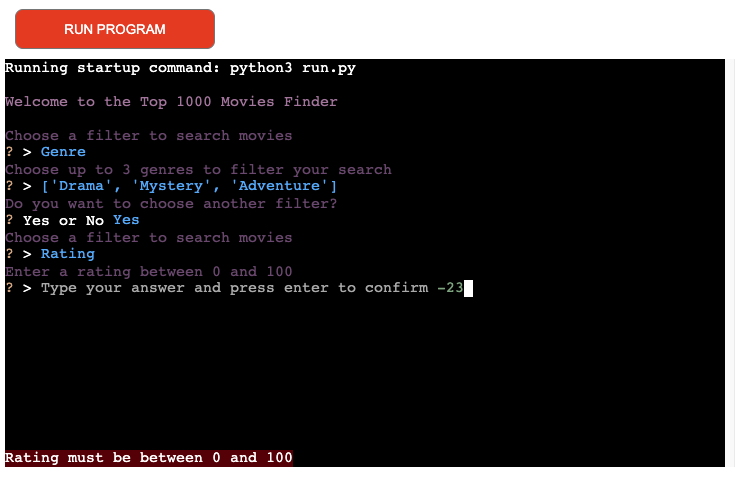 RUN PROGRAM
Running startup command: python3 run.py
Welcome to the Top 1000 Movies Finder
Choose a filter to search movies
? > Genre
Choose up to 3 genres to filter your search
? > ['Drama', 'Mystery', 'Adventure']
Do you want to choose another filter?
? Yes or No Yes
Choose a filter to search movies
? > Rating
Enter a rating between 0 and 100
? > Type your answer and press enter to confirm -23
Rating must be between 0 and 100